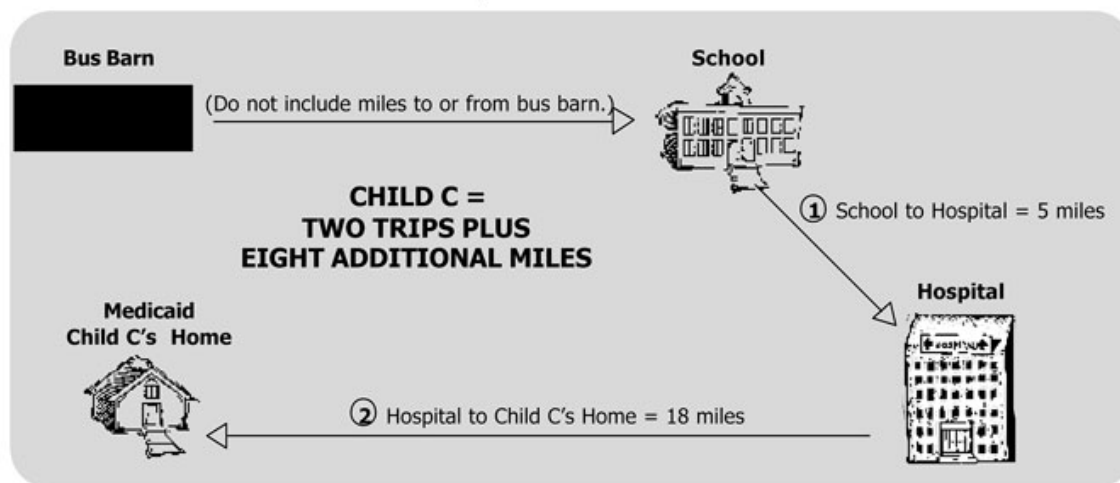 Bus Barn
School
(Do not include miles to or from bus barn.)
CHILD C =
TWO TRIPS PLUS
EIGHT ADDITIONAL MILES
1 School to Hospital = 5 miles
Hospital
Medicaid
Child C's Home
2 Hospital to Child C's Home = 18 miles